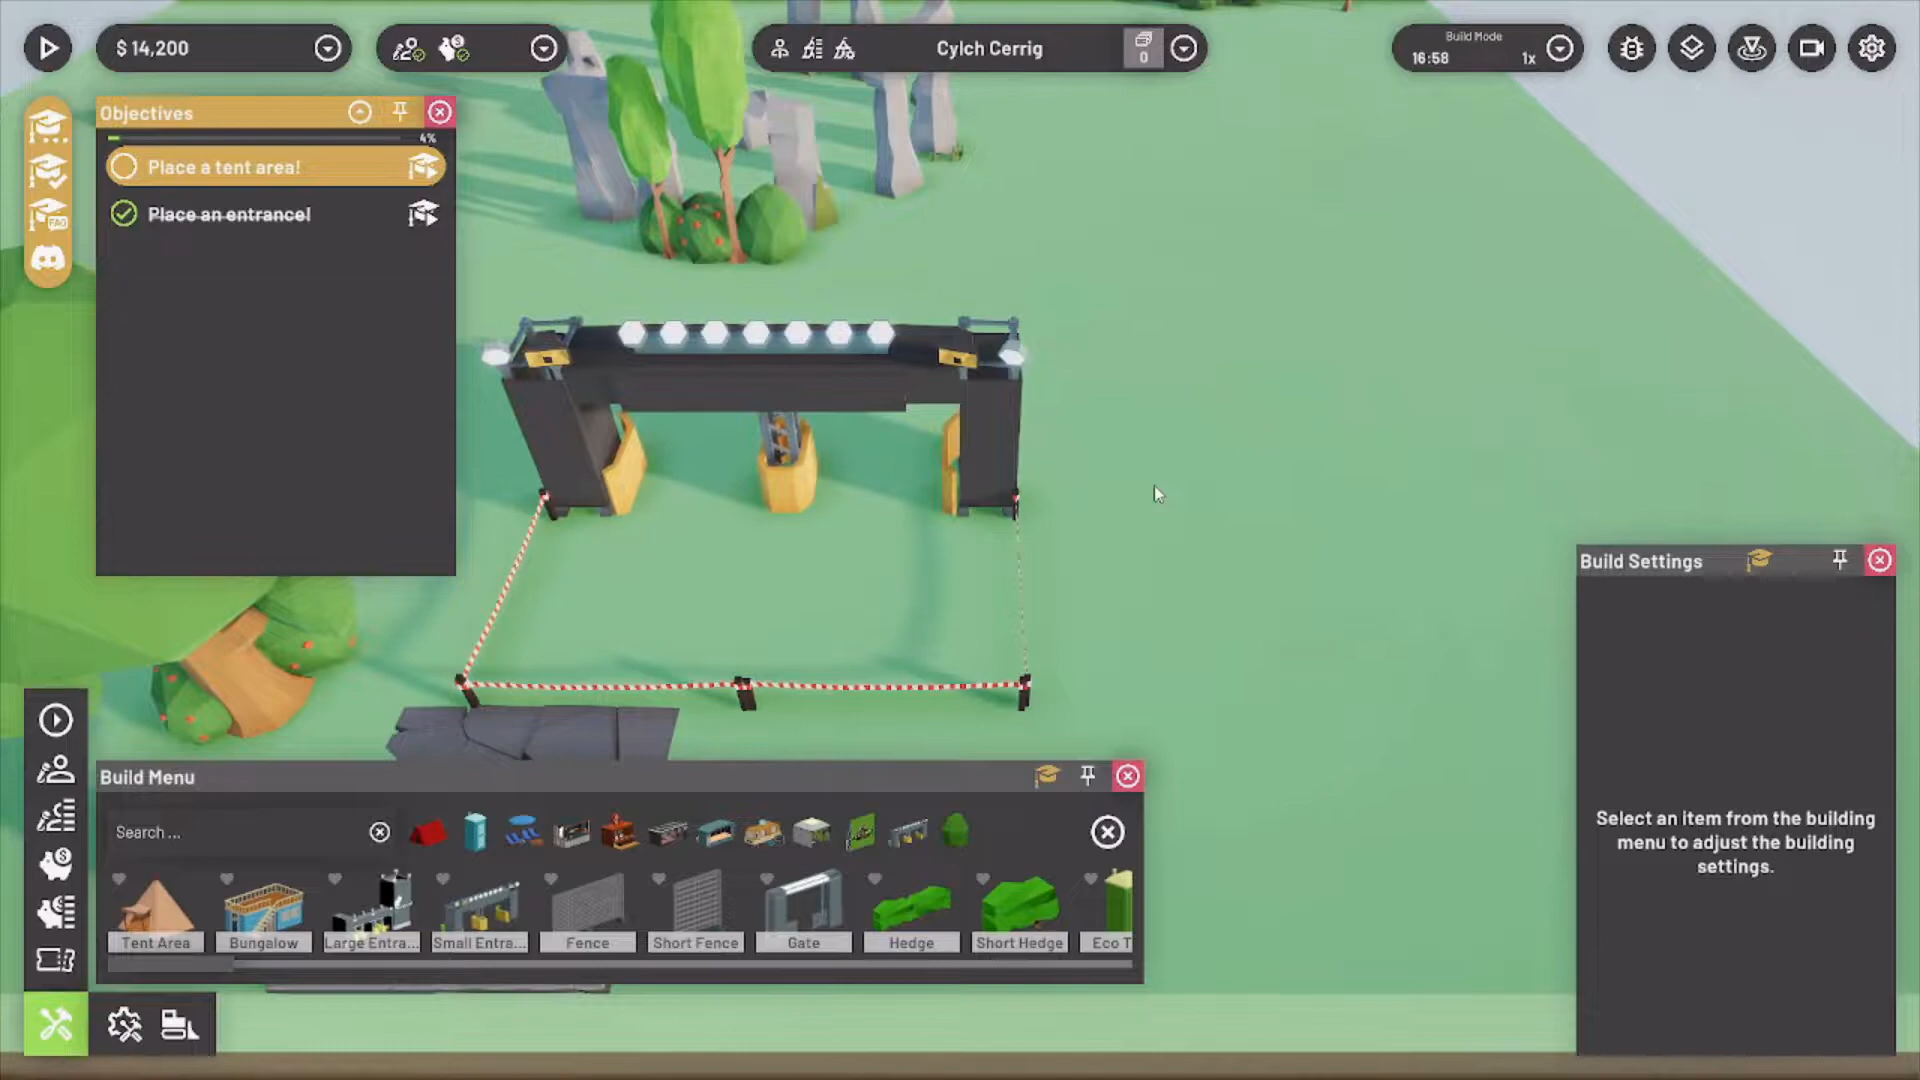 $ 14,200
Cylch Cerrig
0
Build Mode
16:58
1x
Objectives
4%
Place a tent area!
Place an entrance!
FAQ
Build Settings
Select an item from the building
menu to adjust the building
settings.
Build Menu
Search ...
Tent Area
Bungalow
Large Entra...
Small Entra...
Fence
Short Fence
Gate
Hedge
Short Hedge
Eco T